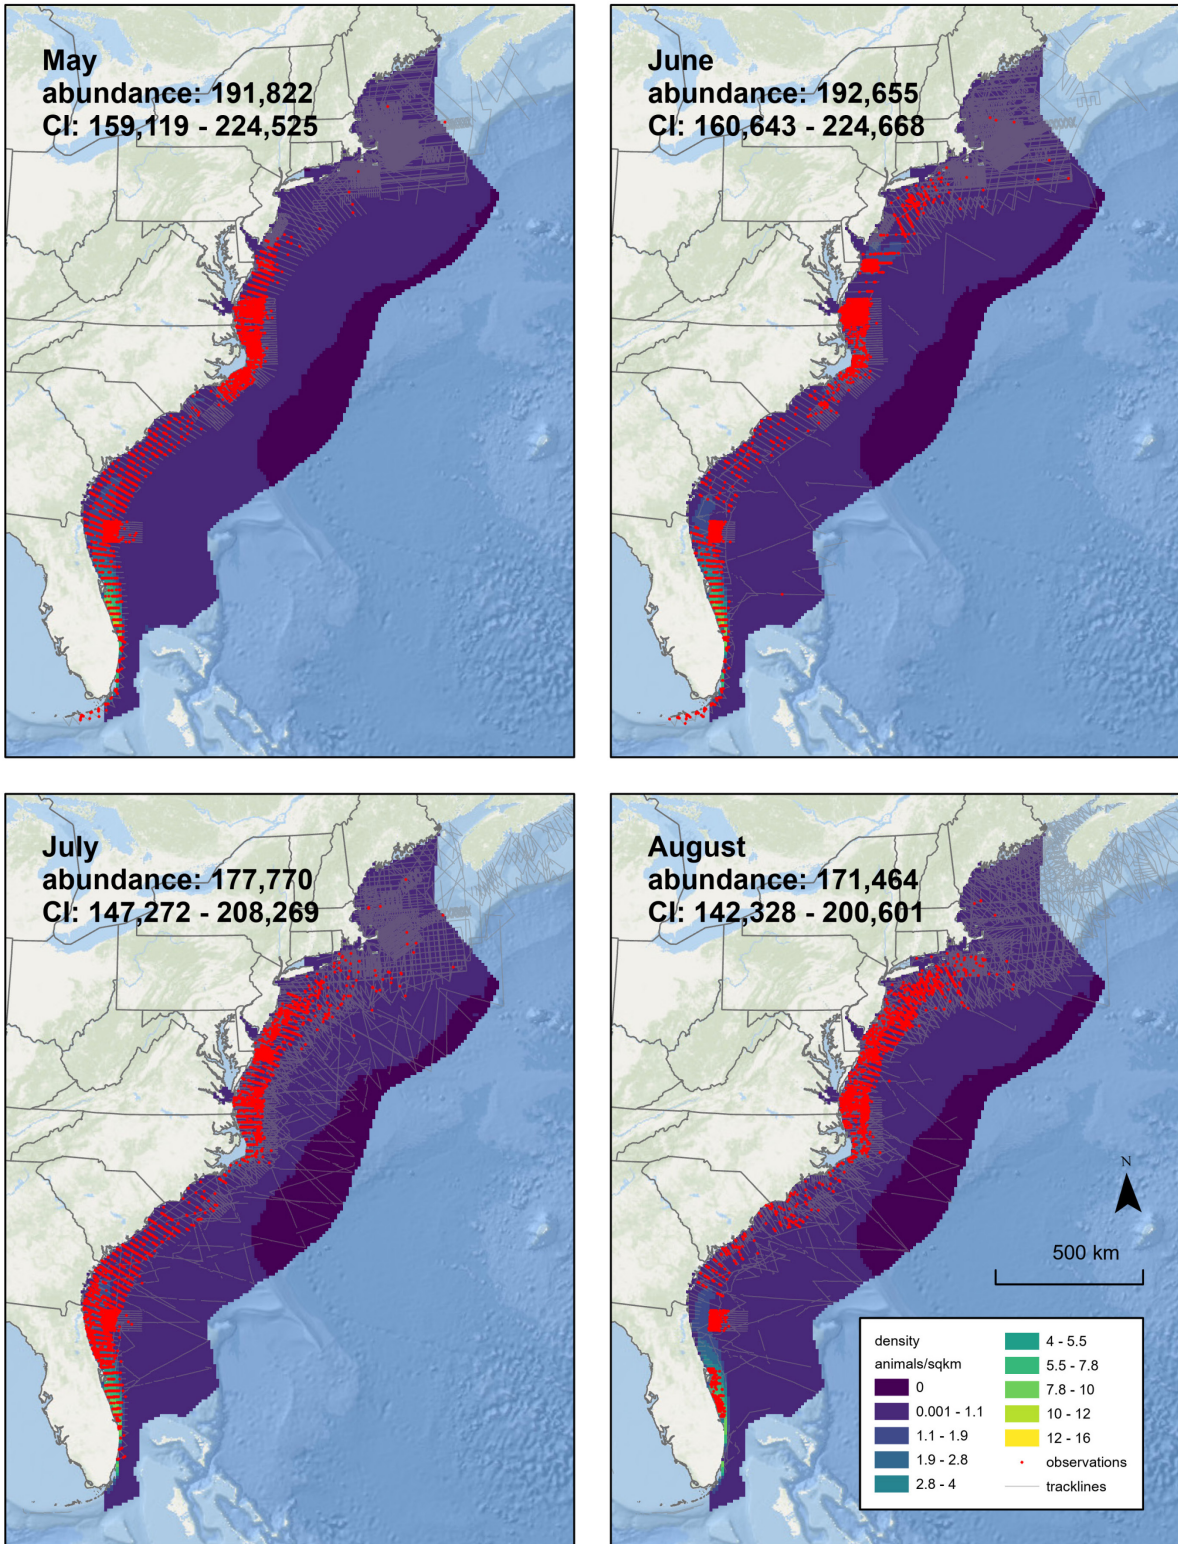 May
abundance: 191,822
CI: 159,119 - 224,525
June
abundance: 192,655
CI: 160,643 - 224,668
July
abundance: 177,770
CI: 147,272 - 208,269
August
abundance: 171,464
CI: 142,328 - 200,601
N
500 km
density
animals/sqkm
0
0.001 - 1.1
1.1 - 1.9
1.9 - 2.8
2.8 - 4
4 - 5.5
5.5 - 7.8
7.8 - 10
10 - 12
12 - 16
observations
tracklines